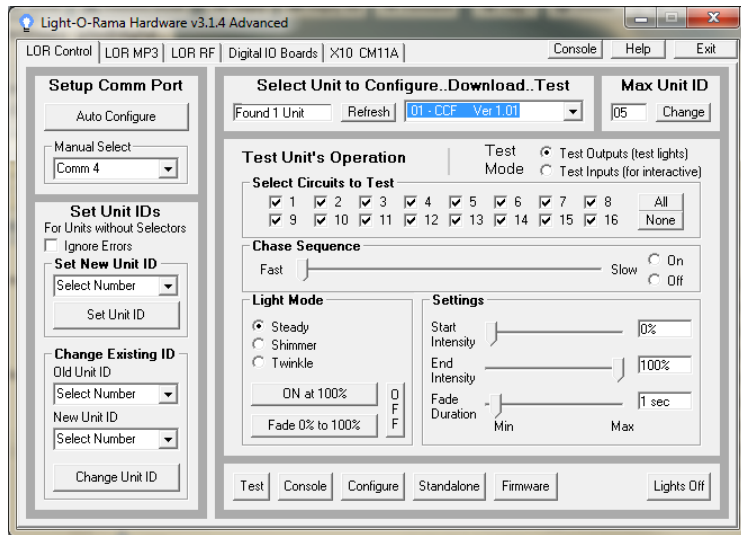 Light-O-Rama Hardware v3.1.4 Advanced
LOR Control LOR MP3 LOR RF Digital IO Boards X10 CM11A Console Help Exit
Setup Comm Port
Auto Configure
Manual Select
Comm 4
Set Unit IDs
For Units without Selectors
Ignore Errors
Set New Unit ID
Select Number
Set Unit ID
Change Existing ID
Old Unit ID
Select Number
New Unit ID
Select Number
Change Unit ID
Select Unit to Configure..Download..Test
Found 1 Unit Refresh 01 - CCF Ver 1.01
Max Unit ID
05 Change
Test Unit's Operation
Test Mode
Test Outputs (test lights)
Test Inputs (for interactive)
Select Circuits to Test
1 2 3 4 5 6 7 8 All
9 10 11 12 13 14 15 16 None
Chase Sequence
Fast Slow On
Off
Light Mode
Steady
Shimmer
Twinkle
ON at 100%
Fade 0% to 100%
OFF
Settings
Start Intensity 0%
End Intensity 100%
Fade Duration 1 sec
Min Max
Test Console Configure Standalone Firmware Lights Off